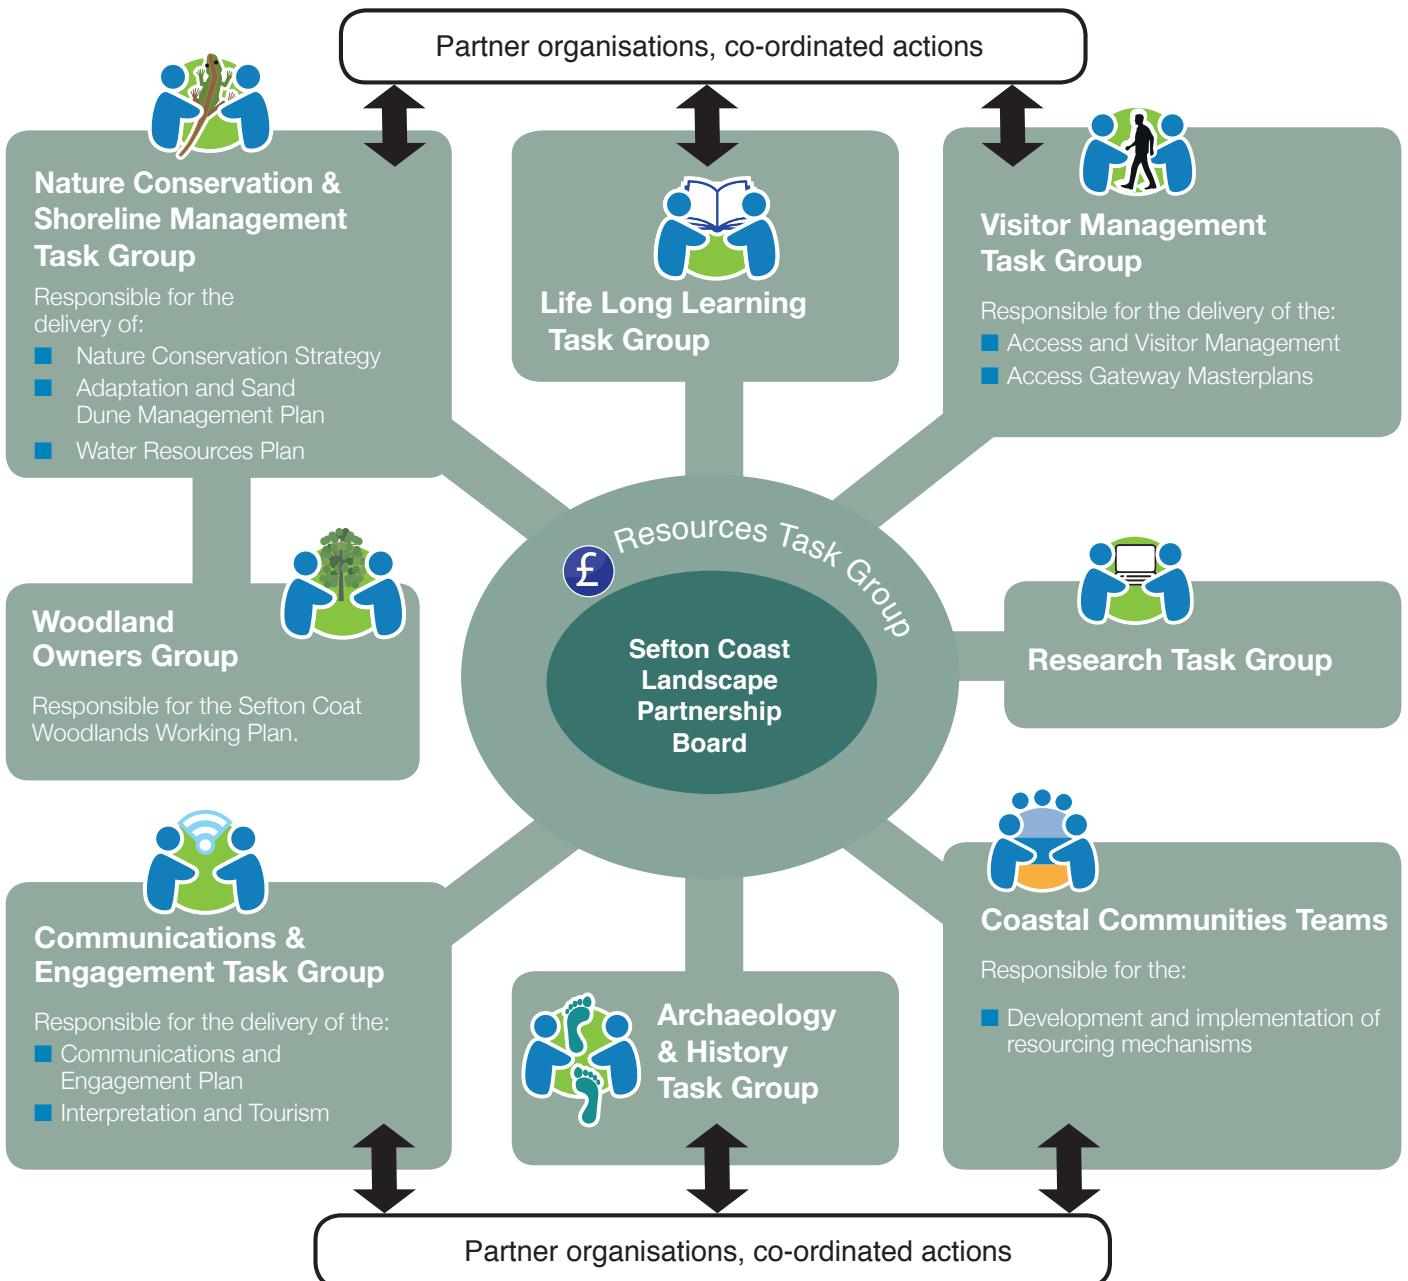 Partner organisations, co-ordinated actions
Nature Conservation &
Shoreline Management
Task Group
Responsible for the
delivery of:
Nature Conservation Strategy
Adaptation and Sand
Dune Management Plan
Water Resources Plan
Life Long Learning
Task Group
Visitor Management
Task Group
Responsible for the delivery of the:
Access and Visitor Management
Access Gateway Masterplans
Woodland
Owners Group
Responsible for the Sefton Coat
Woodlands Working Plan.
£
Resources Task Group
Sefton Coast
Landscape
Partnership
Board
Research Task Group
Communications &
Engagement Task Group
Responsible for the delivery of the:
Communications and
Engagement Plan
Interpretation and Tourism
Archaeology
& History
Task Group
Coastal Communities Teams
Responsible for the:
Development and implementation of
resourcing mechanisms
Partner organisations, co-ordinated actions